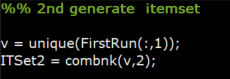 %% 2nd generate itemset
v = unique(FirstRun(:,1));
ITSet2 = combnk(v,2);